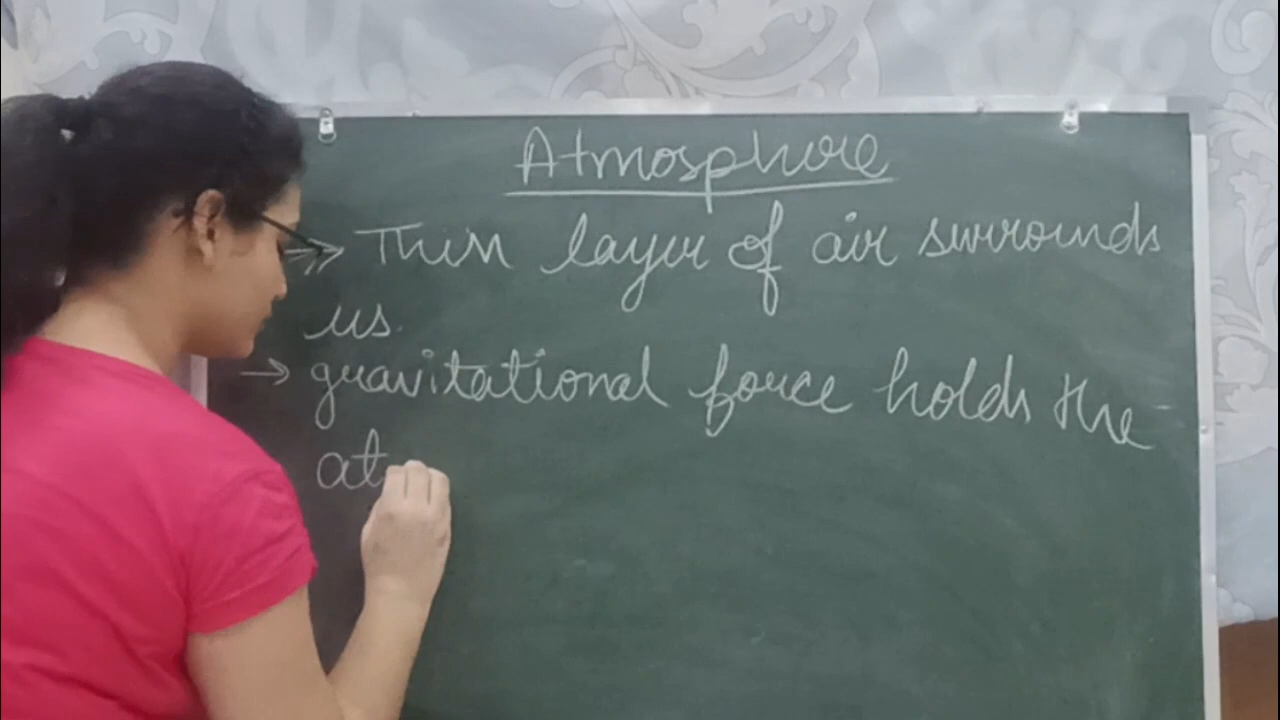 Atmosphere
→ Thin layer of air surrounds
us.
→ gravitational force holds the
at